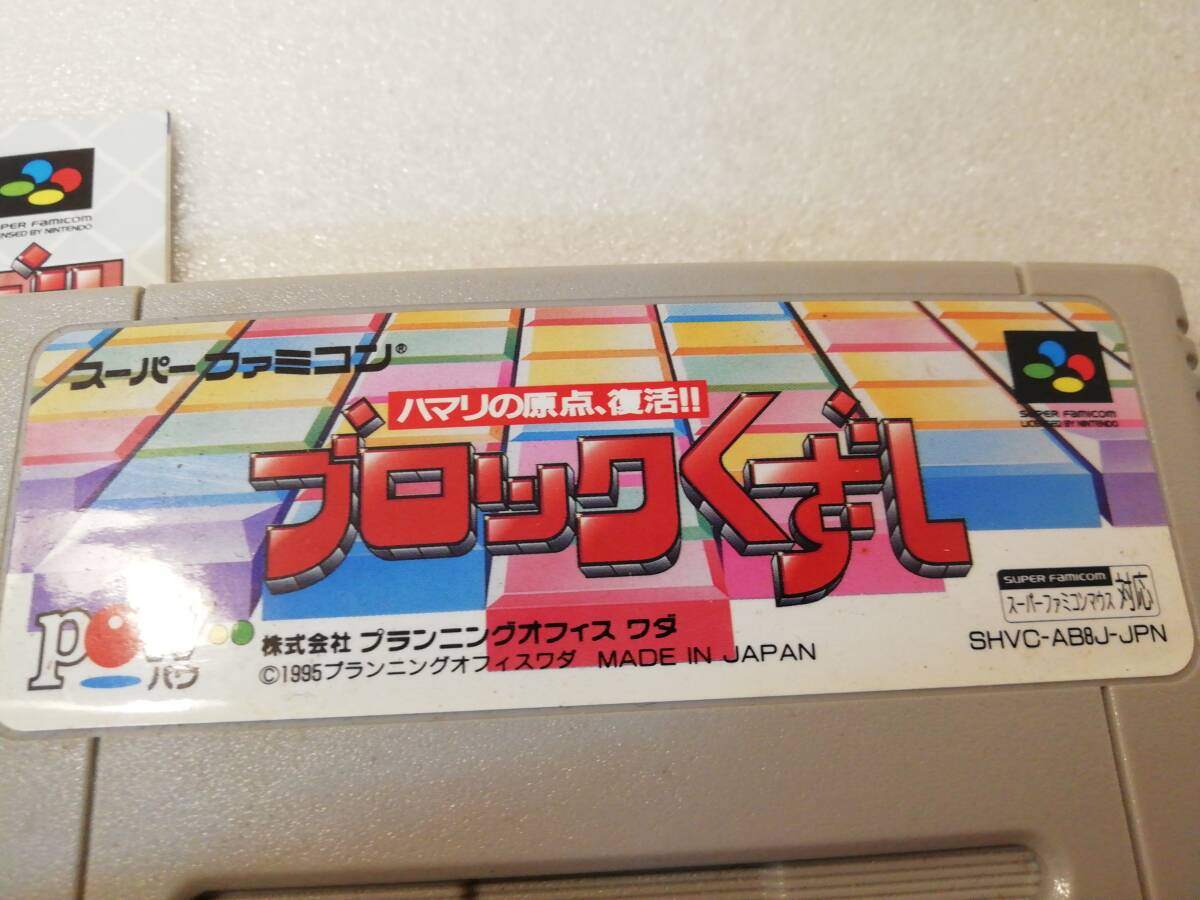 SUPER FAMICOM
LICENSED BY NINTENDO
スーパーファミコン®
ハマリの原点、復活!!
ブロックくずし
SUPER FAMICOM
LICENSED BY NINTENDO
SUPER FAMICOM
スーパーファミコンマウス 対応
SHVC-AB8J-JPN
pow
パウ
株式会社 プランニングオフィス ワダ
©1995プランニングオフィスワダ MADE IN JAPAN